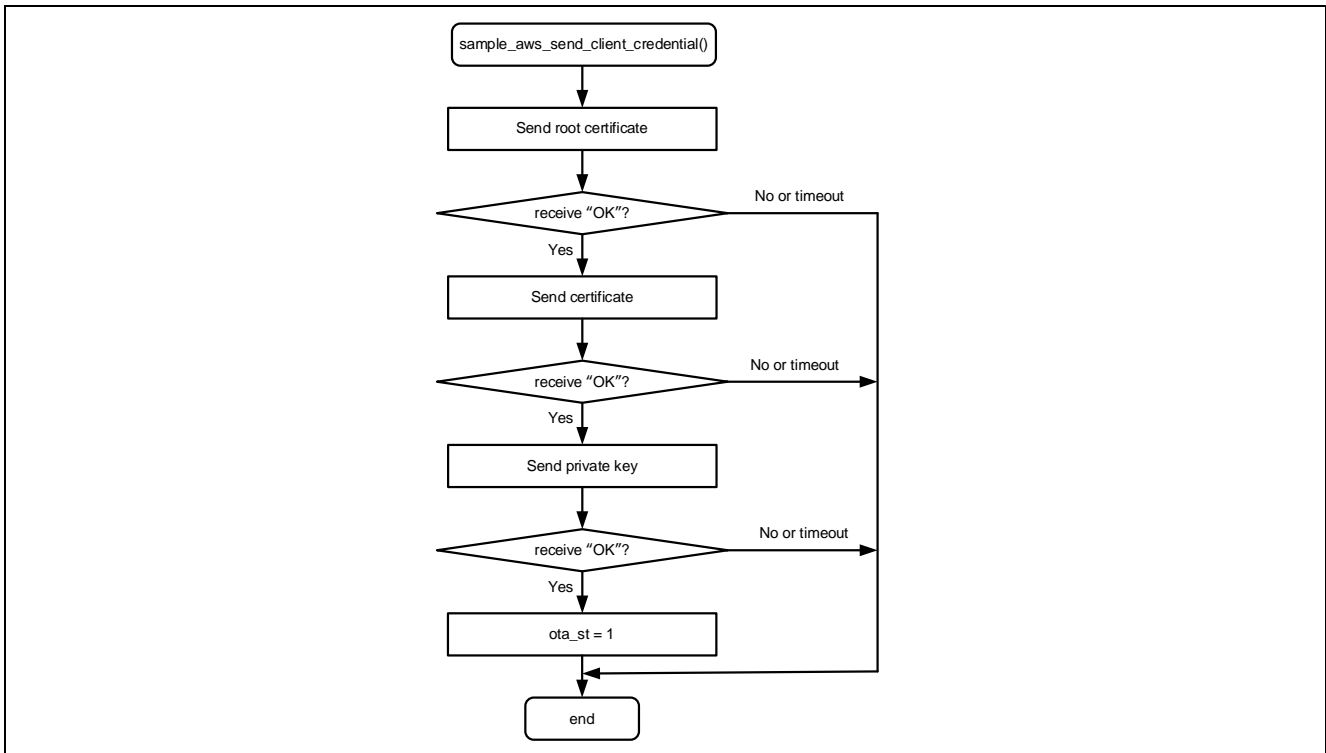 sample_aws_send_client_credential()
Send root certificate
receive “OK”?
No or timeout
Yes
Send certificate
receive “OK”?
No or timeout
Yes
Send private key
receive “OK”?
No or timeout
Yes
ota_st = 1
end